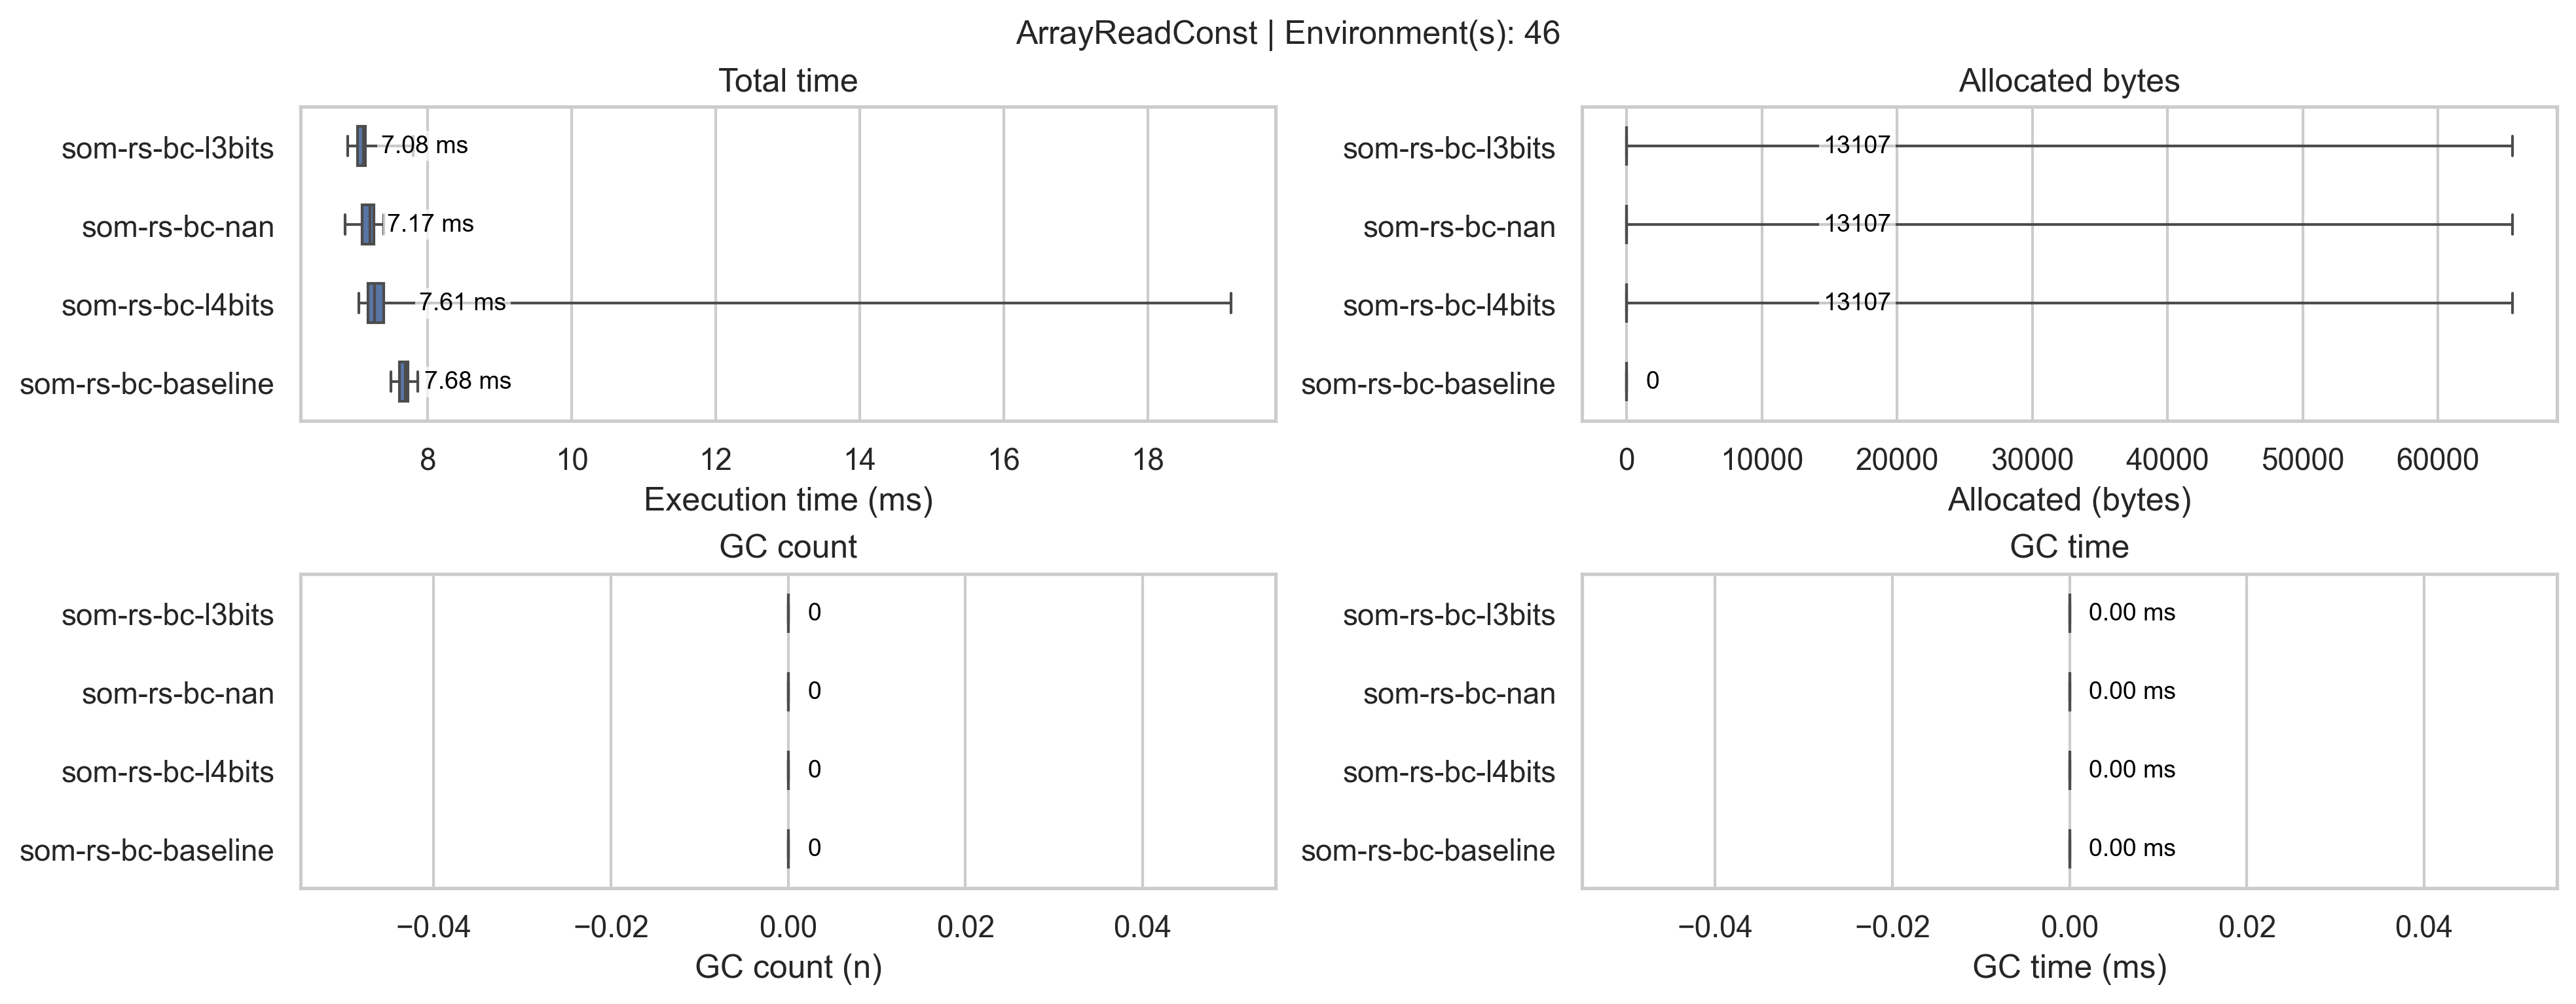 ArrayReadConst | Environment(s): 46
Total time
som-rs-bc-l3bits
7.08 ms
som-rs-bc-nan
7.17 ms
som-rs-bc-l4bits
7.61 ms
som-rs-bc-baseline
7.68 ms
8 10 12 14 16 18
Execution time (ms)
Allocated bytes
som-rs-bc-l3bits
13107
som-rs-bc-nan
13107
som-rs-bc-l4bits
13107
som-rs-bc-baseline
0
0 10000 20000 30000 40000 50000 60000
Allocated (bytes)
GC count
som-rs-bc-l3bits
0
som-rs-bc-nan
0
som-rs-bc-l4bits
0
som-rs-bc-baseline
0
−0.04 −0.02 0.00 0.02 0.04
GC count (n)
GC time
som-rs-bc-l3bits
0.00 ms
som-rs-bc-nan
0.00 ms
som-rs-bc-l4bits
0.00 ms
som-rs-bc-baseline
0.00 ms
−0.04 −0.02 0.00 0.02 0.04
GC time (ms)